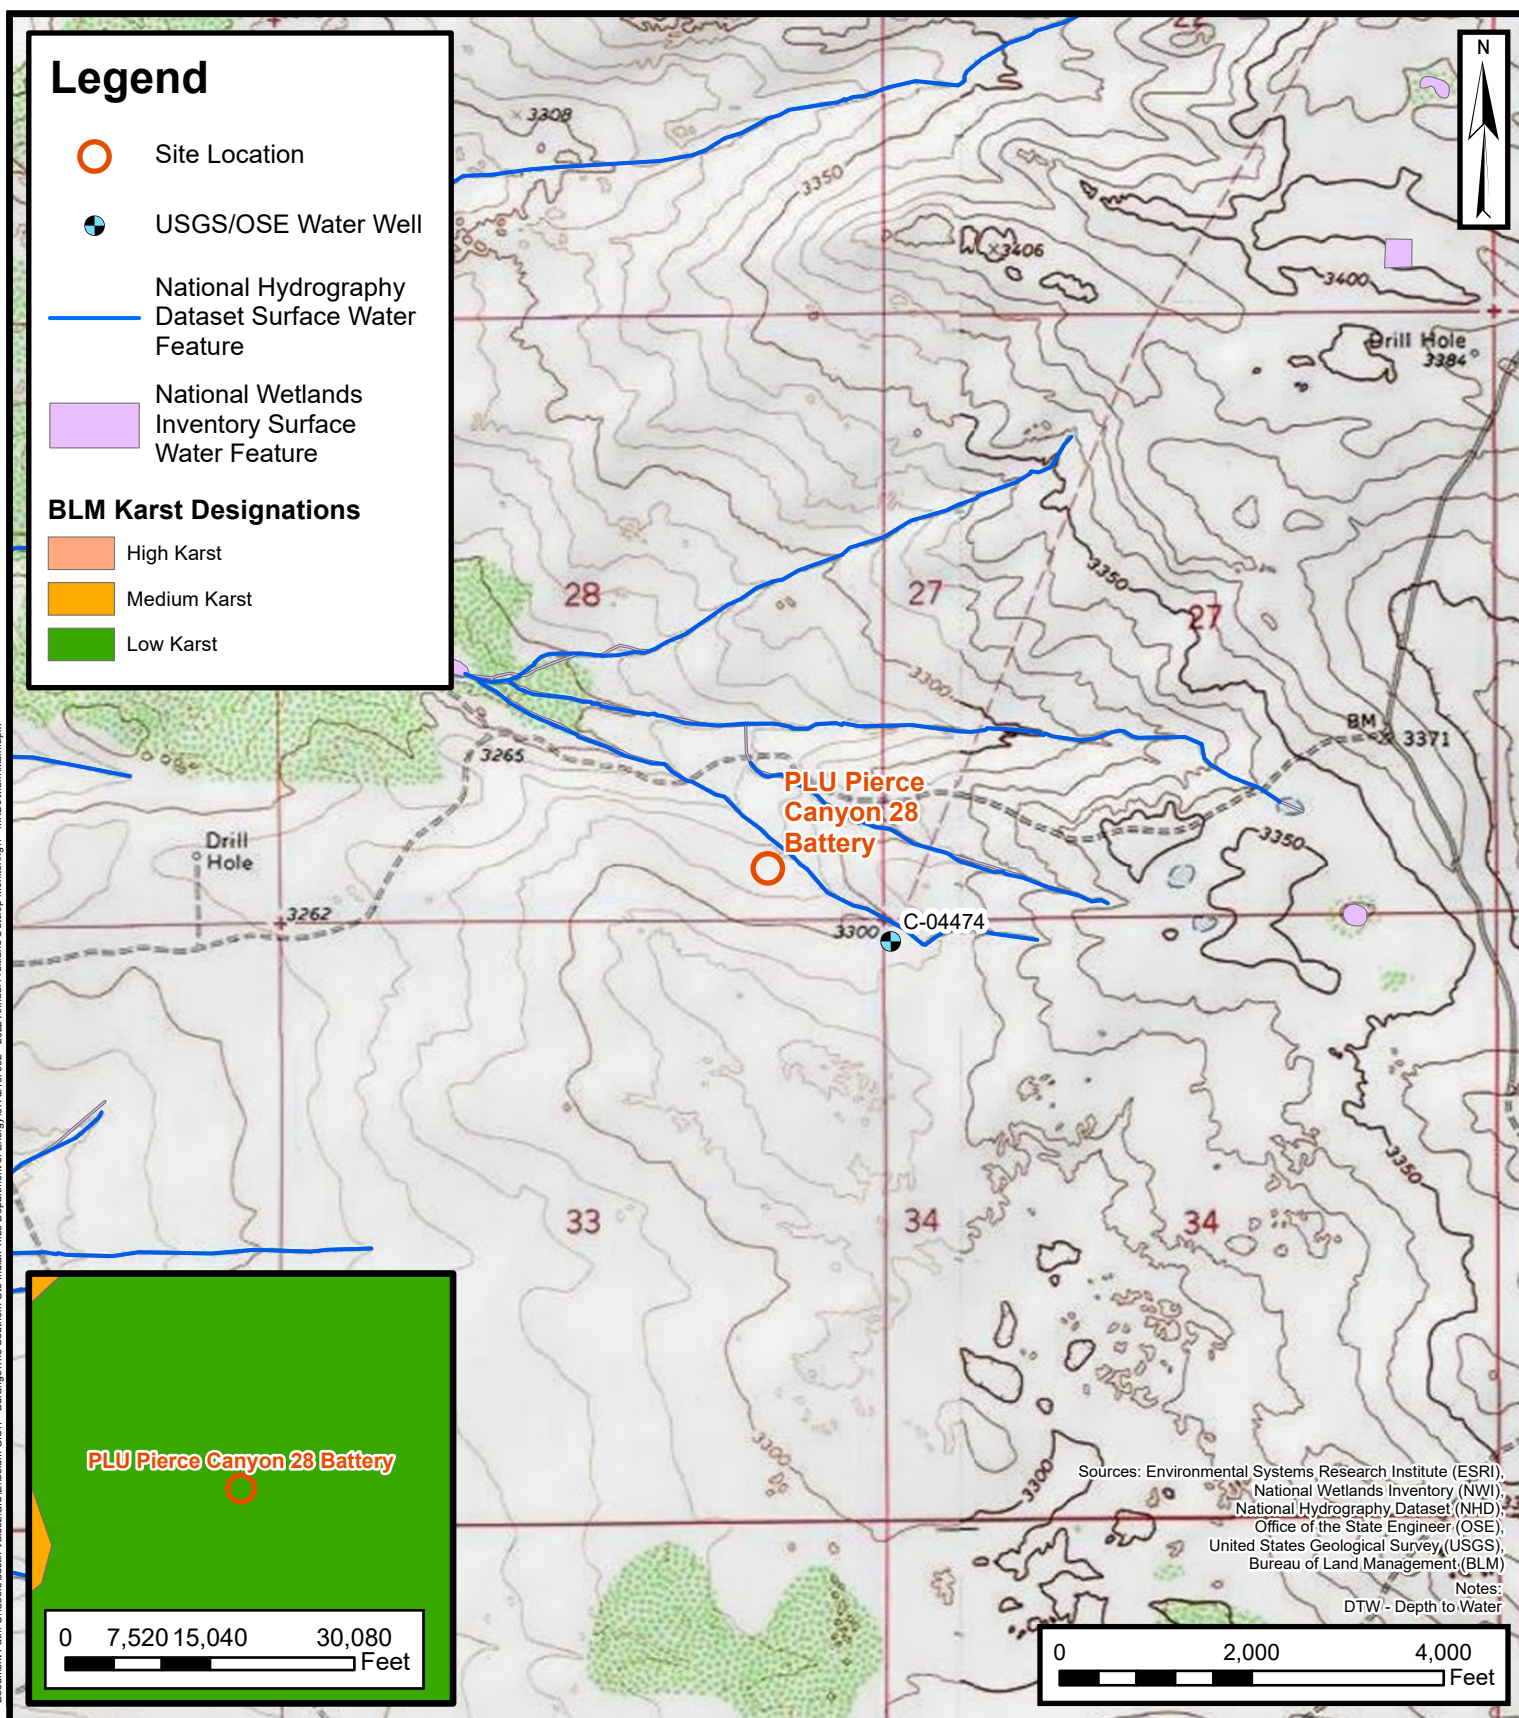 Legend
Site Location
USGS/OSE Water Well
National Hydrography
Dataset Surface Water
Feature
National Wetlands
Inventory Surface
Water Feature
BLM Karst Designations
High Karst
Medium Karst
Low Karst
N
22
×3308
3350
×3406
3400
Drill Hole
3384
28
27
27
3350
3300
BM
3371
3265
PLU Pierce
Canyon 28
Battery
3350
Drill
Hole
3262
C-04474
3300
3350
33
34
34
3300
3300
PLU Pierce Canyon 28 Battery
0 7,520 15,040 30,080
Feet
Sources: Environmental Systems Research Institute (ESRI),
National Wetlands Inventory (NWI),
National Hydrography Dataset (NHD),
Office of the State Engineer (OSE),
United States Geological Survey (USGS),
Bureau of Land Management (BLM)
Notes:
DTW - Depth to Water
0 2,000 4,000
Feet